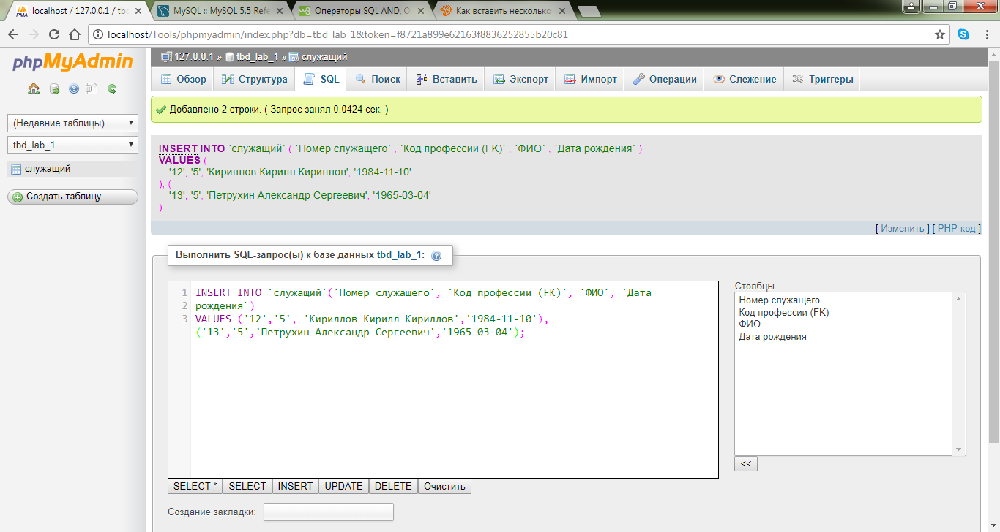 localhost / 127.0.0.1 / tbd
MySQL :: MySQL 5.5 Refe
Операторы SQL AND, O
Как вставить несколько
localhost/Tools/phpmyadmin/index.php?db=tbd_lab_1&token=f8721a899e62163f8836252855b20c81
phpMyAdmin
(Недавние таблицы) ...
tbd_lab_1
служащий
Создать таблицу
127.0.0.1 » tbd_lab_1 » служащий
Обзор Структура SQL Поиск Вставить Экспорт Импорт Операции Слежение Триггеры
Добавлено 2 строки. ( Запрос занял 0.0424 сек. )
INSERT INTO `служащий` ( `Номер служащего` , `Код профессии (FK)` , `ФИО` , `Дата рождения` )
VALUES (
'12', '5', 'Кириллов Кирилл Кириллов', '1984-11-10'
), (
'13', '5', 'Петрухин Александр Сергеевич', '1965-03-04'
)
[ Изменить ] [ PHP-код ]
Выполнить SQL-запрос(ы) к базе данных tbd_lab_1:
1 INSERT INTO `служащий`(`Номер служащего`, `Код профессии (FK)`, `ФИО`, `Дата
2 рождения`)
3 VALUES ('12','5', 'Кириллов Кирилл Кириллов','1984-11-10'),
('13','5','Петрухин Александр Сергеевич','1965-03-04');
Столбцы
Номер служащего
Код профессии (FK)
ФИО
Дата рождения
<<
SELECT * SELECT INSERT UPDATE DELETE Очистить
Создание закладки: